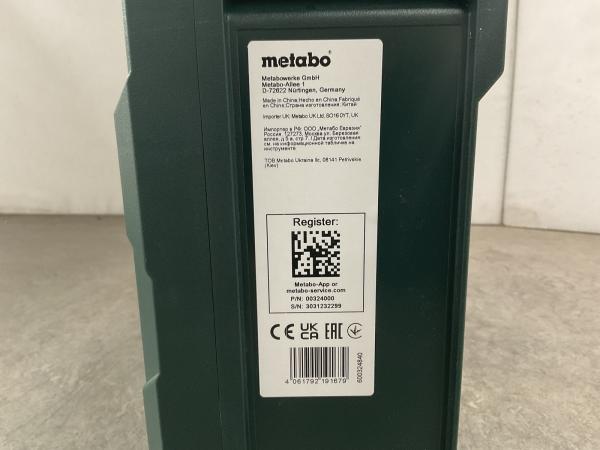 metabo
Metabowerke GmbH
Metabo-Allee 1
D-72622 Nürtingen, Germany
Made in China;Hecho en China;Fabriqué
en Chine;Страна изготовления: Китай
Importer UK: Metabo UK Ltd, SO16 0YT, UK
Импортер в РФ: ООО „Метабо Евразия"
Россия, 127273, Москва ул. Березовая
аллея, д 5 а, стр 7. | Дата изготовления
см. на информационной табличке на
инструменте
TOB Metabo Ukraine llc, 08141 Petrivske
(Kiev)
Register:
Metabo-App or
metabo-service.com
P/N: 00324000
S/N: 3031232299
CE UK
CA EAC
4 061792 191679
600324840